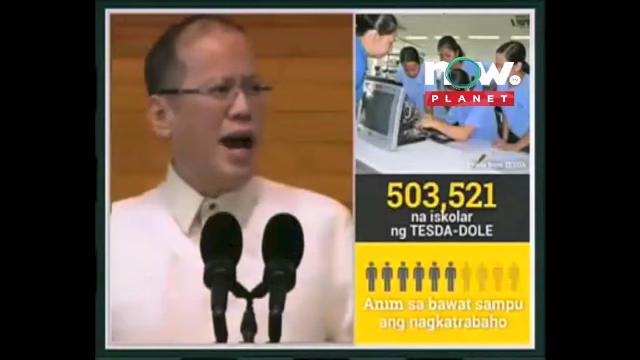 now.
PLANET
503,521
na iskolar
ng TESDA-DOLE
Anim sa bawat sampu
ang nagkatrabaho